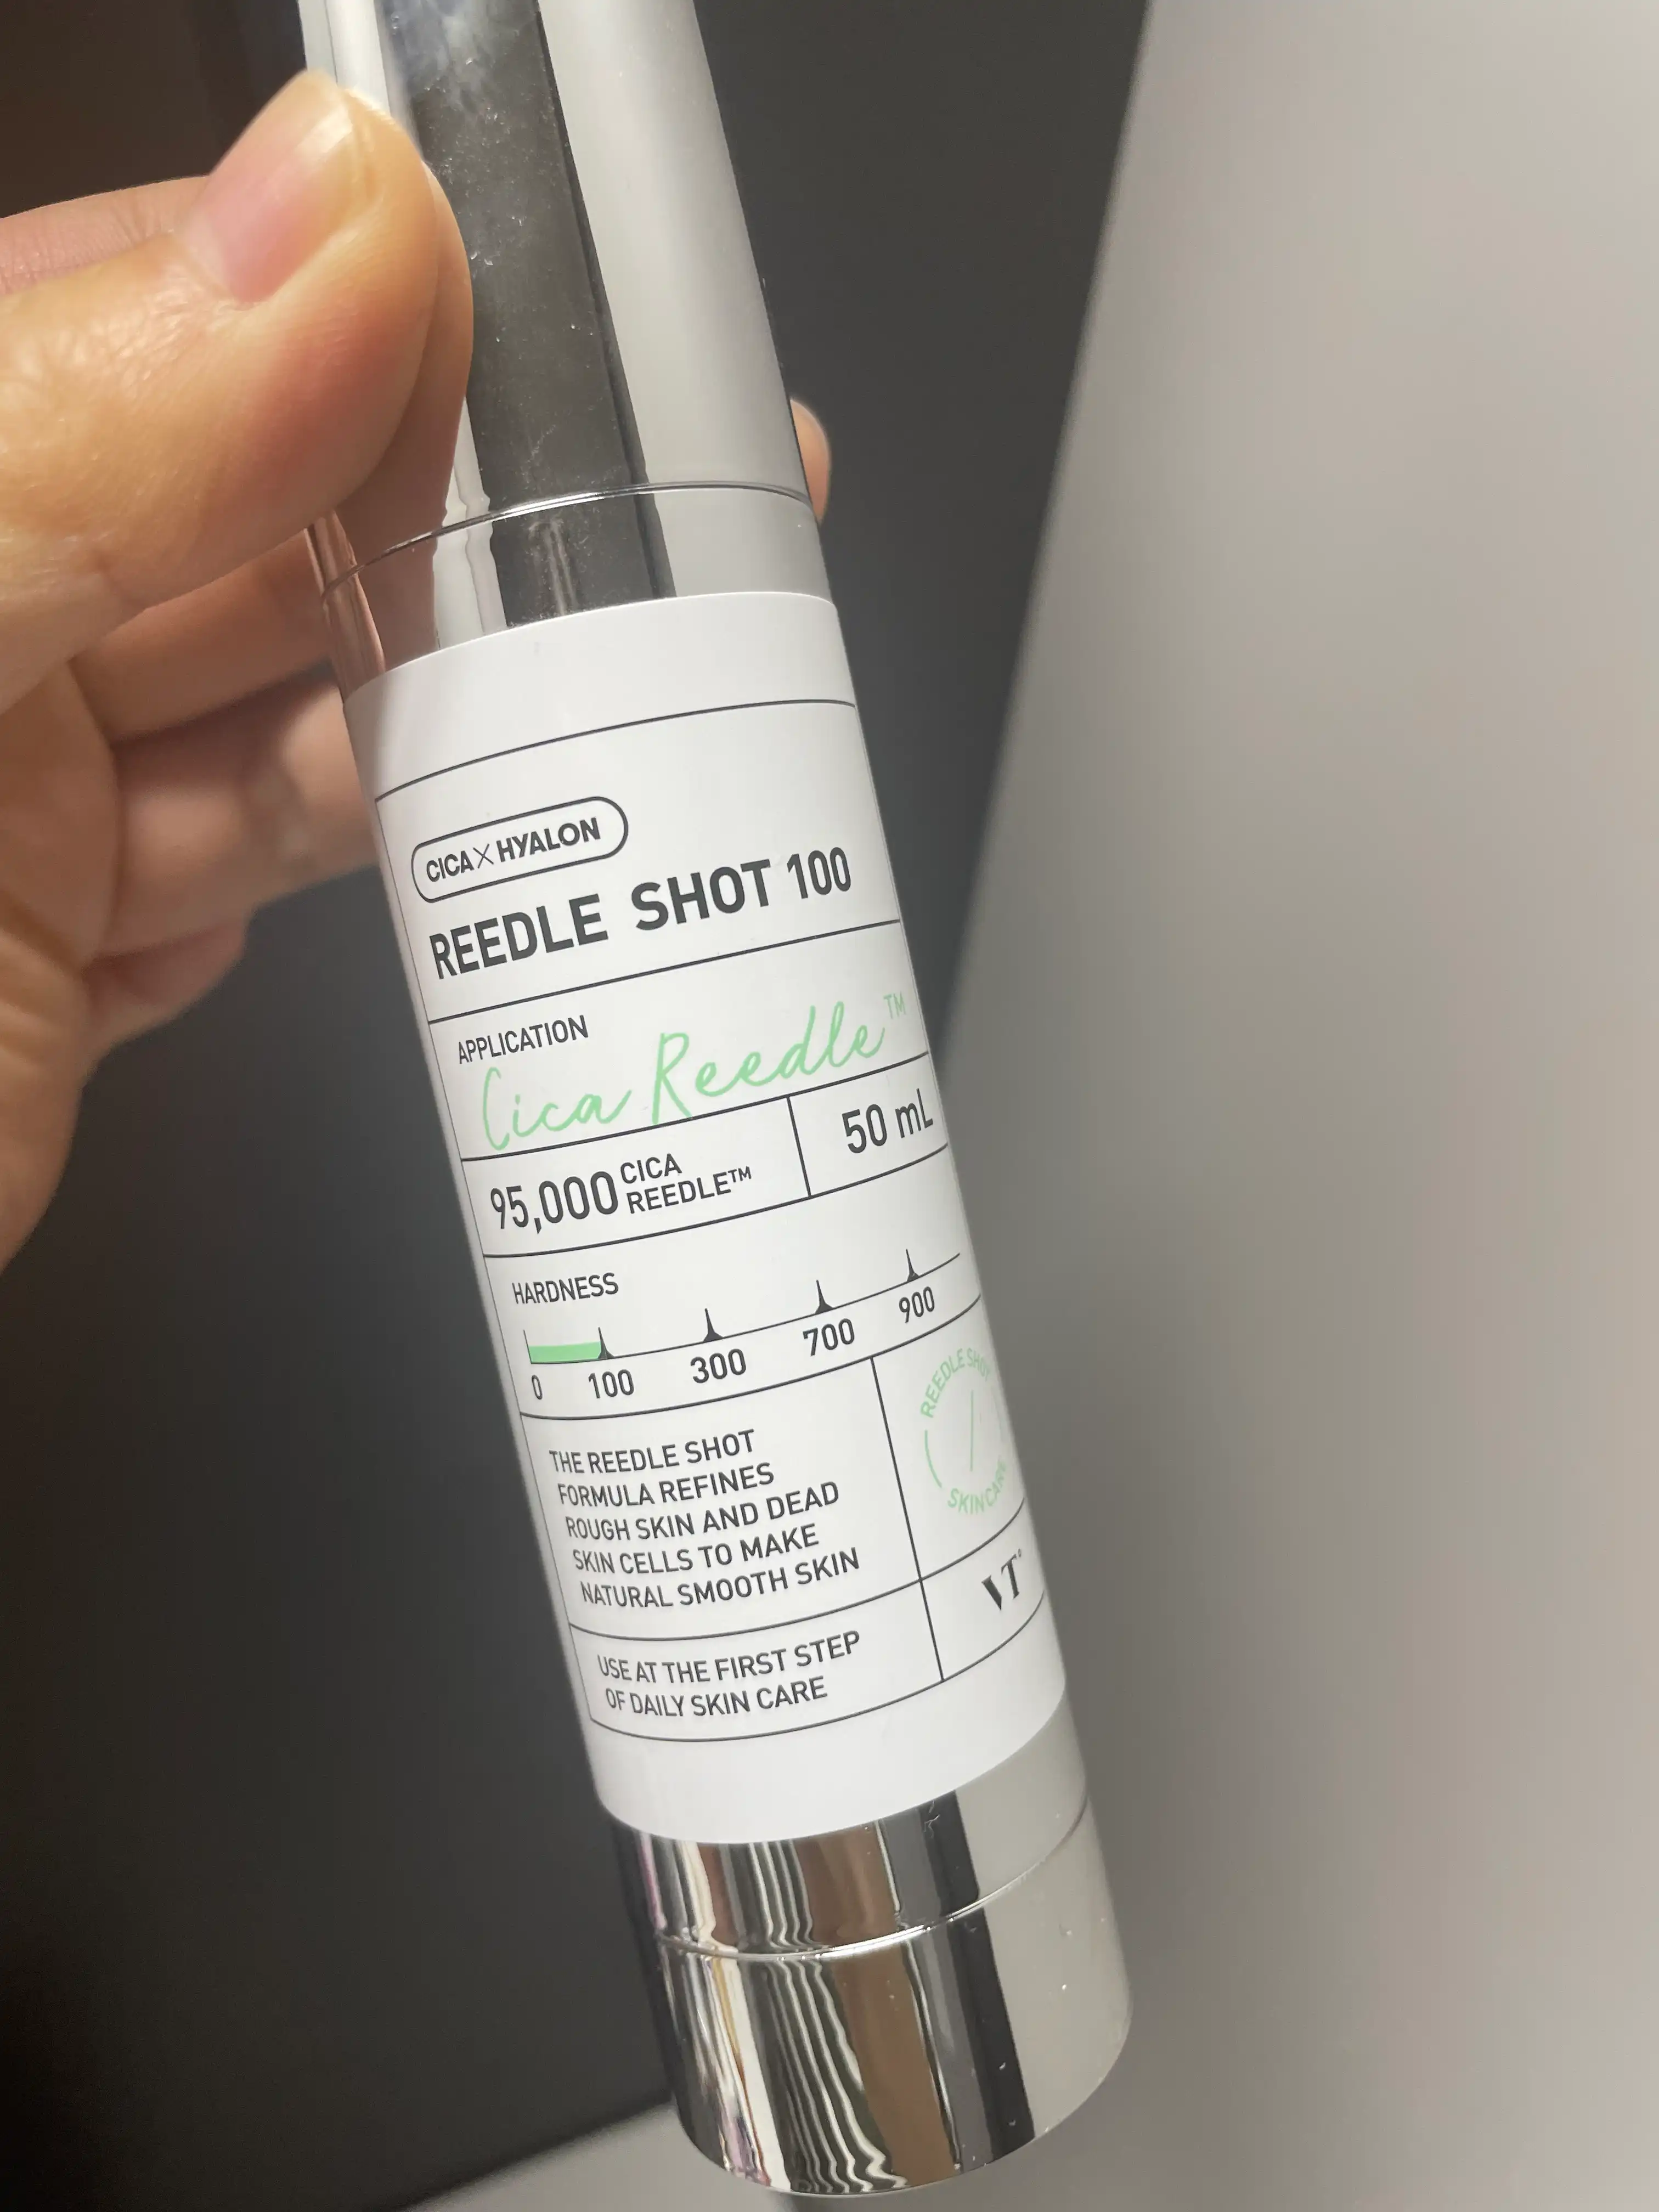 CICA X HYALON
REEDLE SHOT 100
APPLICATION
Cica Reedle™
95,000 CICA REEDLE™
50 mL
HARDNESS
0 100 300 700 900
THE REEDLE SHOT
FORMULA REFINES
ROUGH SKIN AND DEAD
SKIN CELLS TO MAKE
NATURAL SMOOTH SKIN
REEDLE SHOT
SKINCARE
VT
USE AT THE FIRST STEP
OF DAILY SKIN CARE